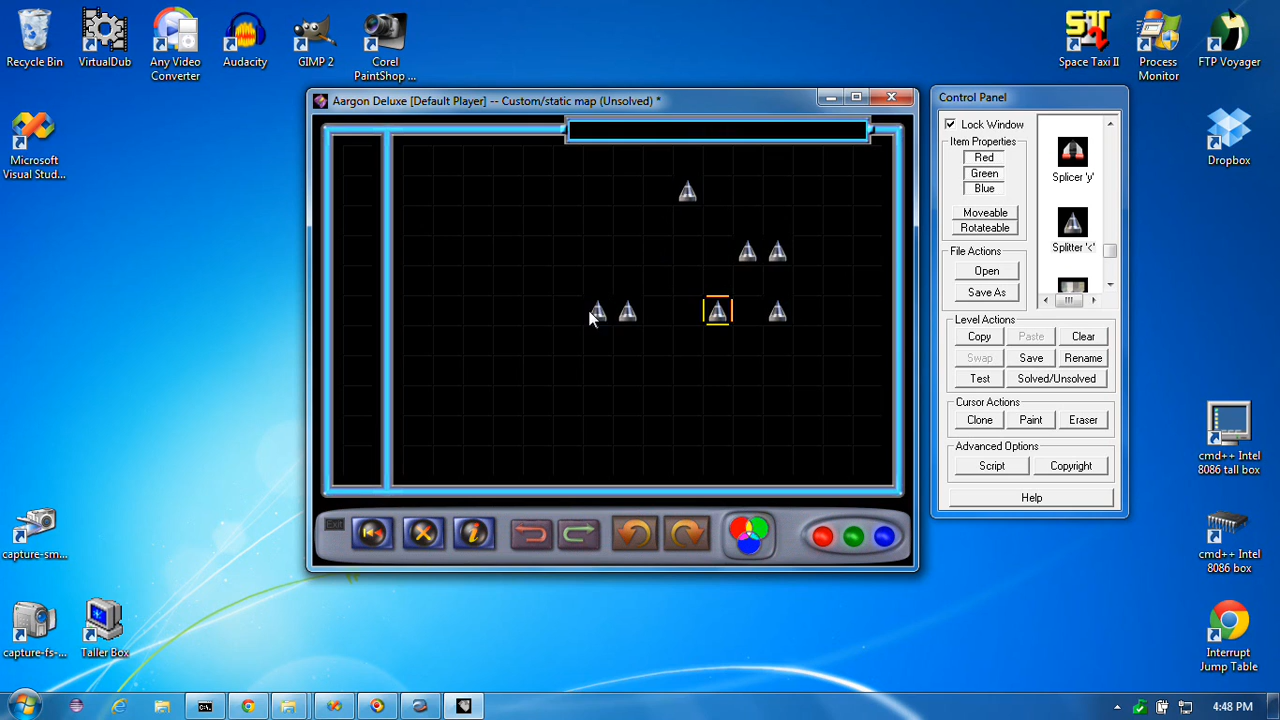 Recycle Bin
VirtualDub
Any Video
Converter
Audacity
GIMP 2
Corel
PaintShop ...
Space Taxi II
Process
Monitor
FTP Voyager
Microsoft
Visual Stud...
Aargon Deluxe [Default Player] -- Custom/static map (Unsolved) *
Exit
Control Panel
Lock Window
Item Properties
Red
Green
Blue
Moveable
Rotateable
File Actions
Open
Save As
Splicer 'y'
Splitter '<'
Level Actions
Copy
Paste
Clear
Swap
Save
Rename
Test
Solved/Unsolved
Cursor Actions
Clone
Paint
Eraser
Advanced Options
Script
Copyright
Help
Dropbox
cmd++ Intel
8086 tall box
cmd++ Intel
8086 box
Interrupt
Jump Table
capture-sm...
capture-fs-...
Taller Box
4:48 PM